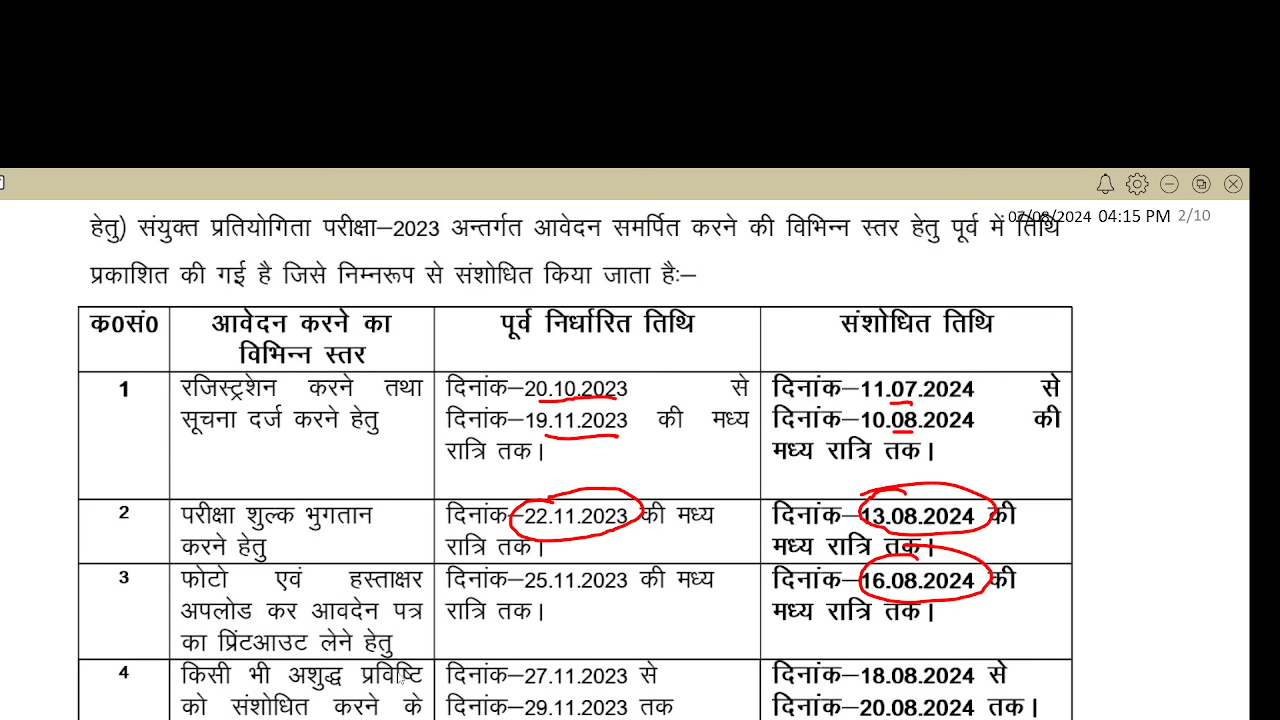 02/08/2024 04:15 PM 2/10
हेतु) संयुक्त प्रतियोगिता परीक्षा–2023 अन्तर्गत आवेदन समर्पित करने की विभिन्न स्तर हेतु पूर्व में तिथि
प्रकाशित की गई है जिसे निम्नरूप से संशोधित किया जाता हैः–
क0सं0
आवेदन करने का
विभिन्न स्तर
पूर्व निर्धारित तिथि
संशोधित तिथि
1
रजिस्ट्रेशन करने तथा
सूचना दर्ज करने हेतु
दिनांक–20.10.2023 से
दिनांक–19.11.2023 की मध्य
रात्रि तक।
दिनांक–11.07.2024 से
दिनांक–10.08.2024 की
मध्य रात्रि तक।
2
परीक्षा शुल्क भुगतान
करने हेतु
दिनांक–22.11.2023 की मध्य
रात्रि तक।
दिनांक–13.08.2024 की
मध्य रात्रि तक।
3
फोटो एवं हस्ताक्षर
अपलोड कर आवदेन पत्र
का प्रिंटआउट लेने हेतु
दिनांक–25.11.2023 की मध्य
रात्रि तक।
दिनांक–16.08.2024 की
मध्य रात्रि तक।
4
किसी भी अशुद्ध प्रविष्टि
को संशोधित करने के
दिनांक–27.11.2023 से
दिनांक–29.11.2023 तक
दिनांक–18.08.2024 से
दिनांक–20.08.2024 तक।